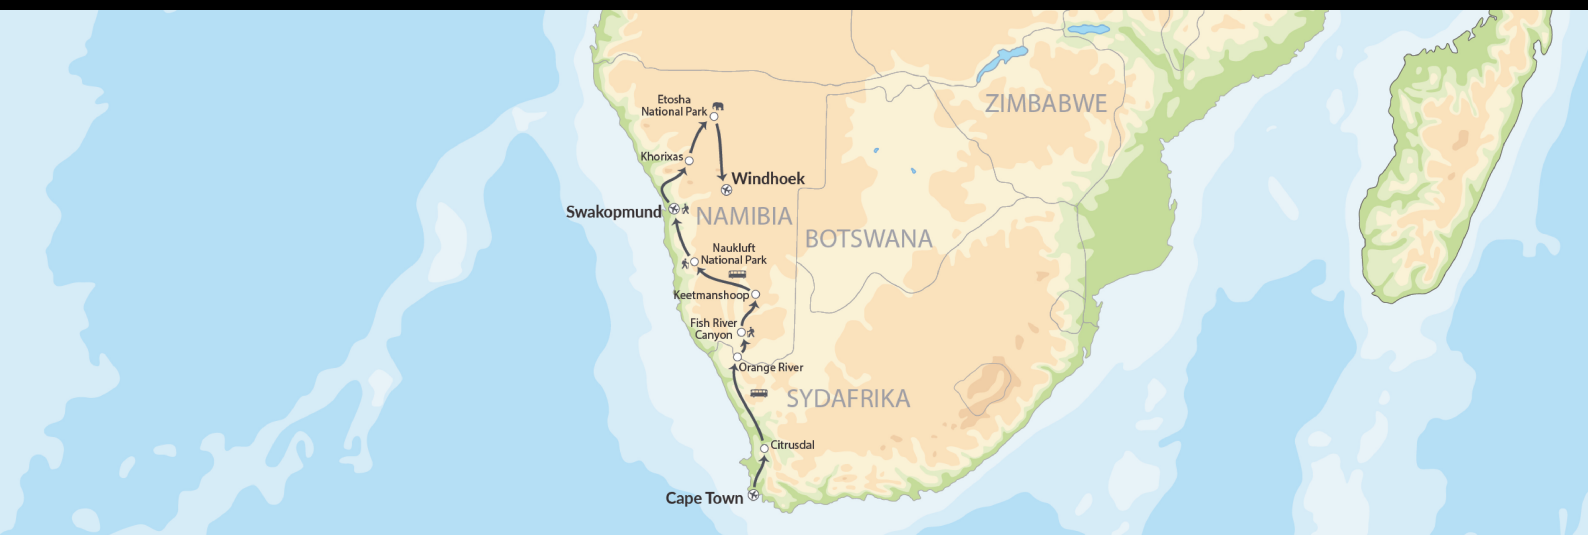 ZIMBABWE
Etosha
National Park
Khorixas
Windhoek
Swakopmund
NAMIBIA
BOTSWANA
Naukluft
National Park
Keetmanshoop
Fish River
Canyon
Orange River
SYDAFRIKA
Citrusdal
Cape Town